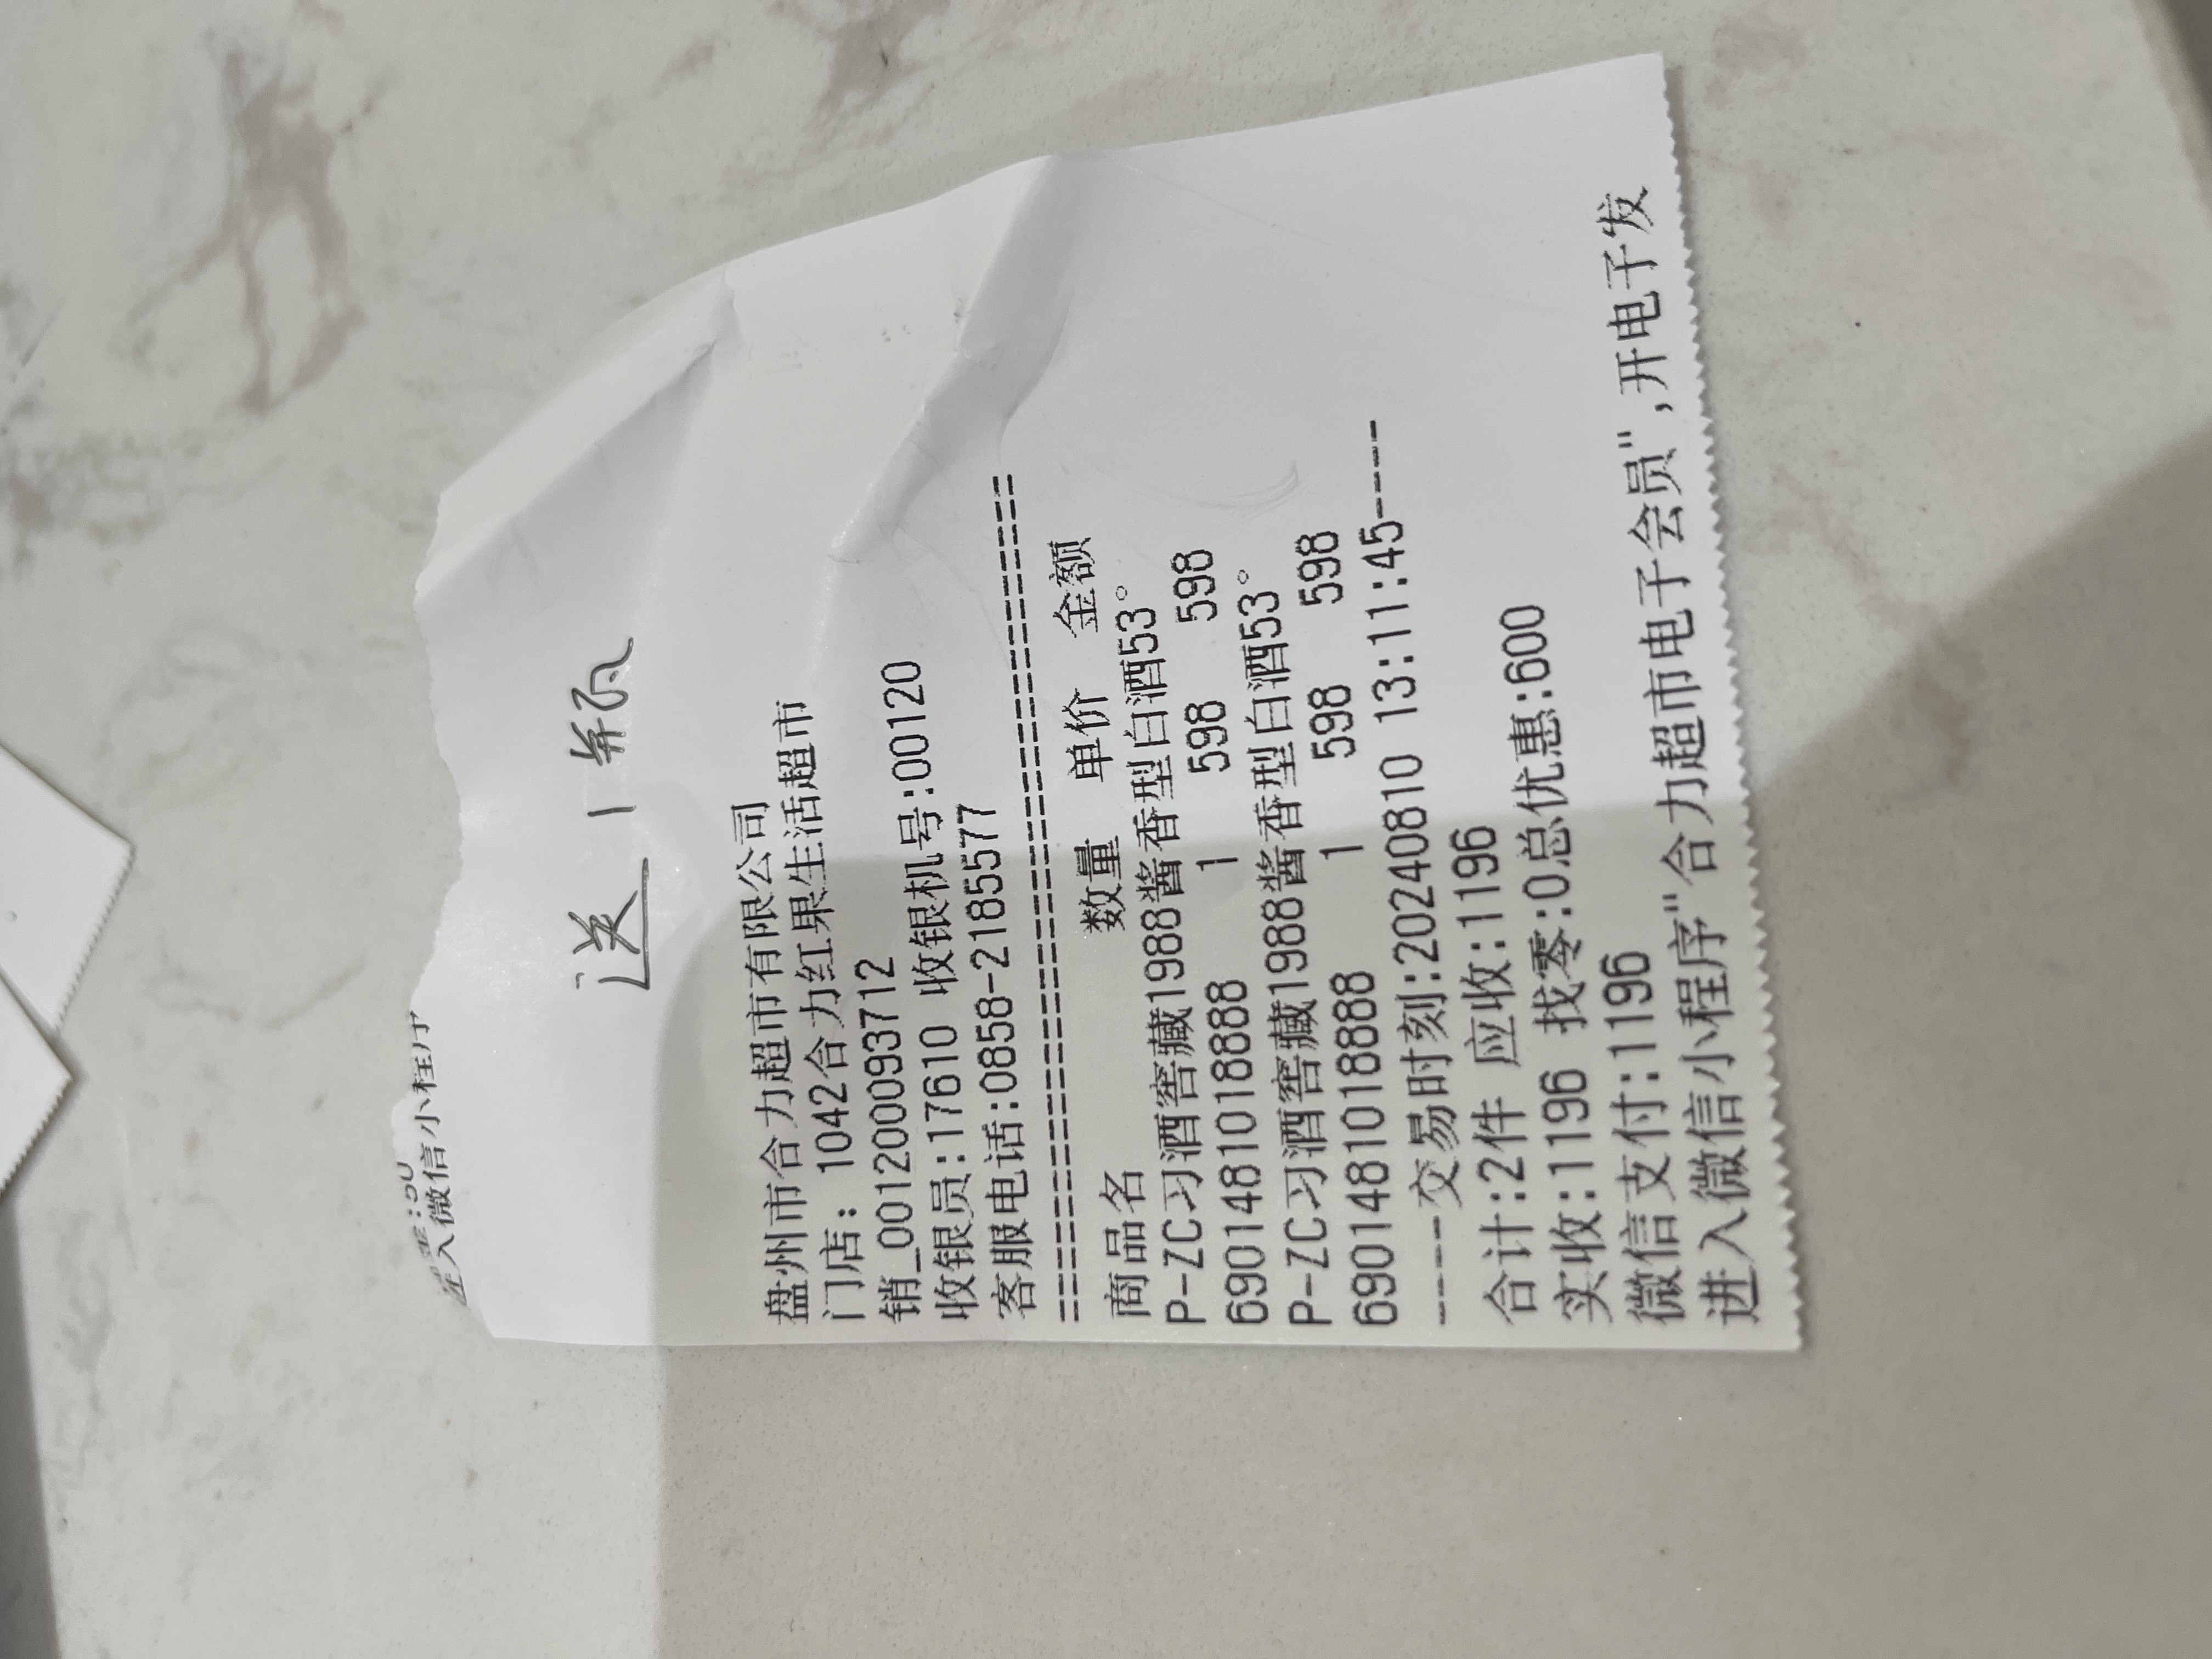 进入微信小程序
送1瓶
盘州市合力超市有限公司
门店: 1042合力红果生活超市
销_0012000093712
收银员:17610 收银机号:00120
客服电话:0858-2185577
==========================================
商品名 数量 单价 金额
P-ZC习酒窖藏1988酱香型白酒53°
6901481018888 1 598 598
P-ZC习酒窖藏1988酱香型白酒53°
6901481018888 1 598 598
-----交易时刻:20240810 13:11:45-----
合计:2件 应收:1196
实收:1196 找零:0总优惠:600
微信支付:1196
进入微信小程序"合力超市电子会员",开电子发